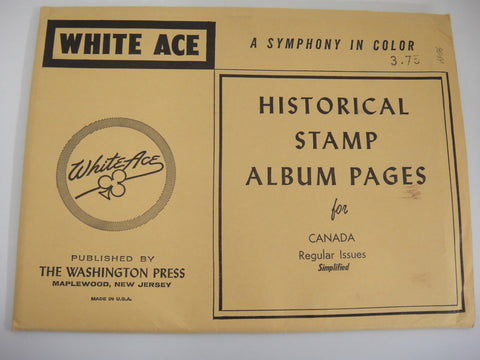 WHITE ACE
A SYMPHONY IN COLOR
3.75
HISTORICAL
STAMP
ALBUM PAGES
for
CANADA
Regular Issues
Simplified
White Ace
PUBLISHED BY
THE WASHINGTON PRESS
MAPLEWOOD, NEW JERSEY
MADE IN U.S.A.